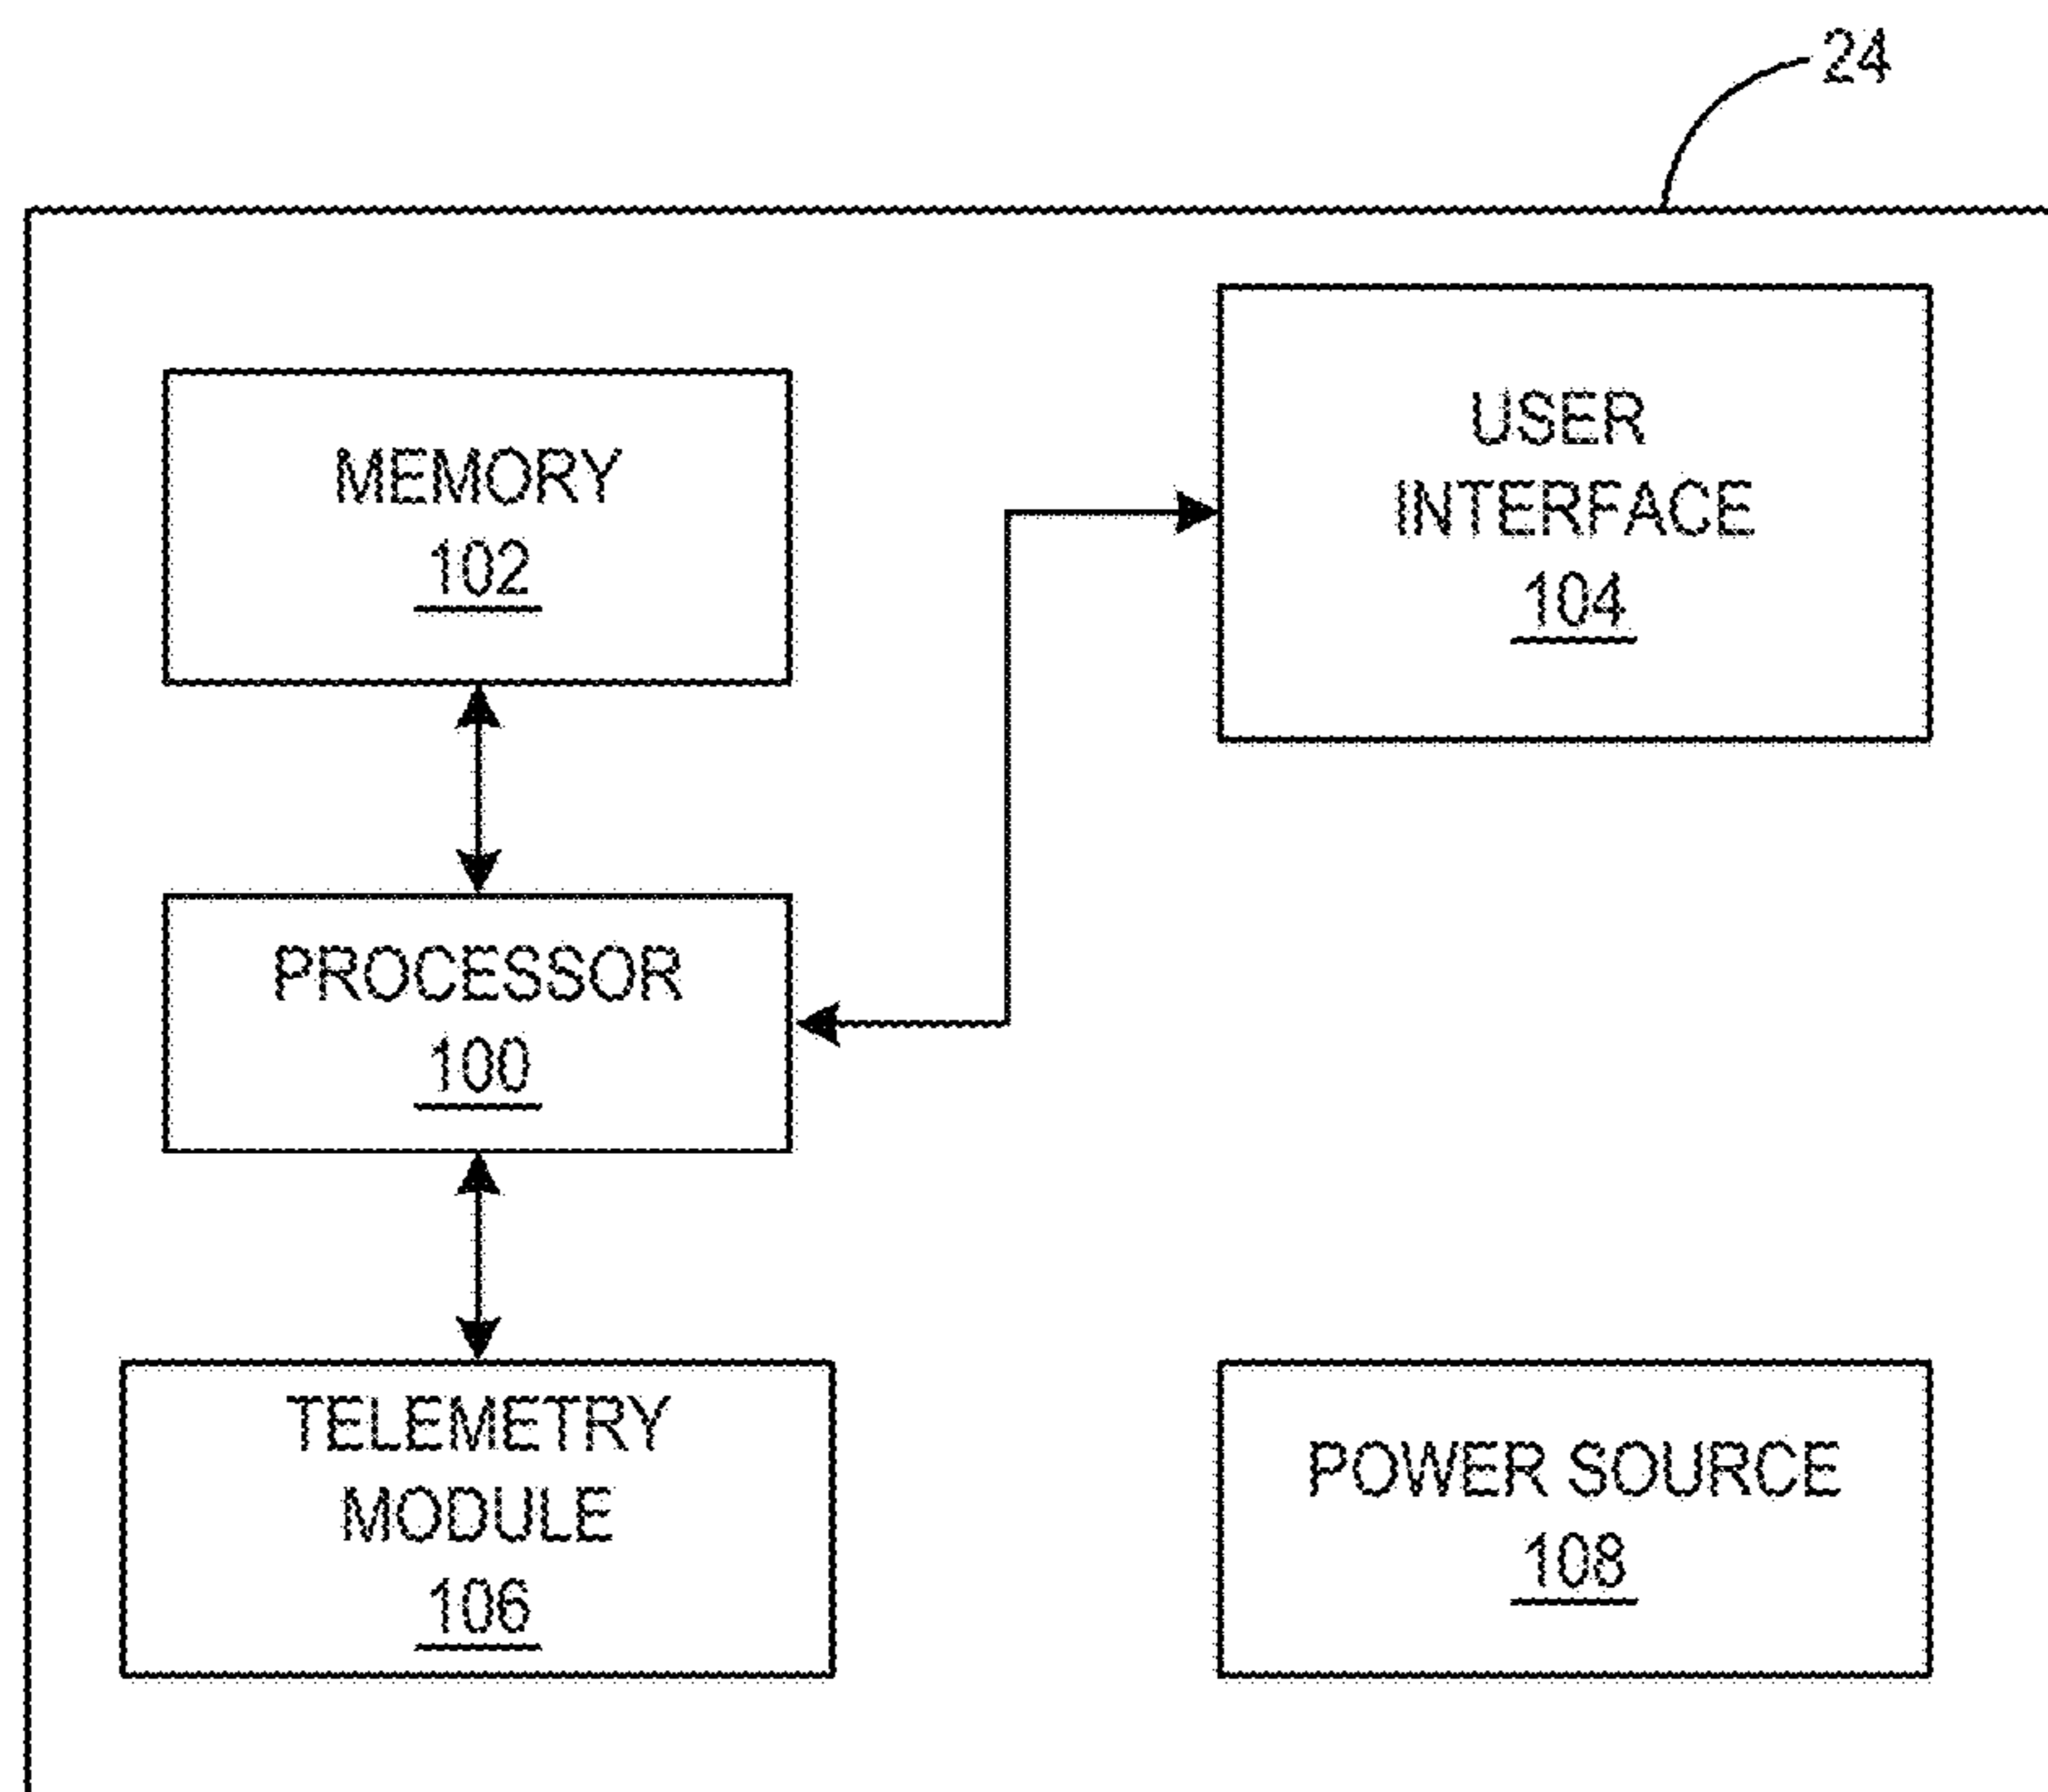 24
MEMORY
102
USER
INTERFACE
104
PROCESSOR
100
TELEMETRY
MODULE
106
POWER SOURCE
108